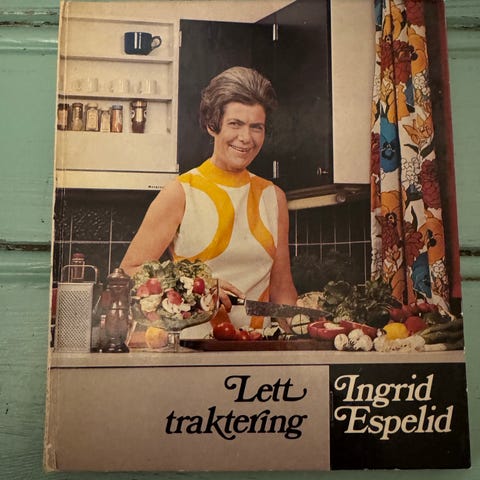 Lett
traktering
Ingrid
Espelid